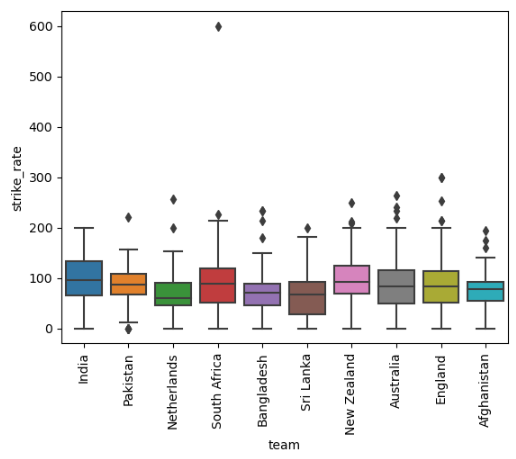 600
500
400
300
200
100
0
strike_rate
India
Pakistan
Netherlands
South Africa
Bangladesh
Sri Lanka
New Zealand
Australia
England
Afghanistan
team